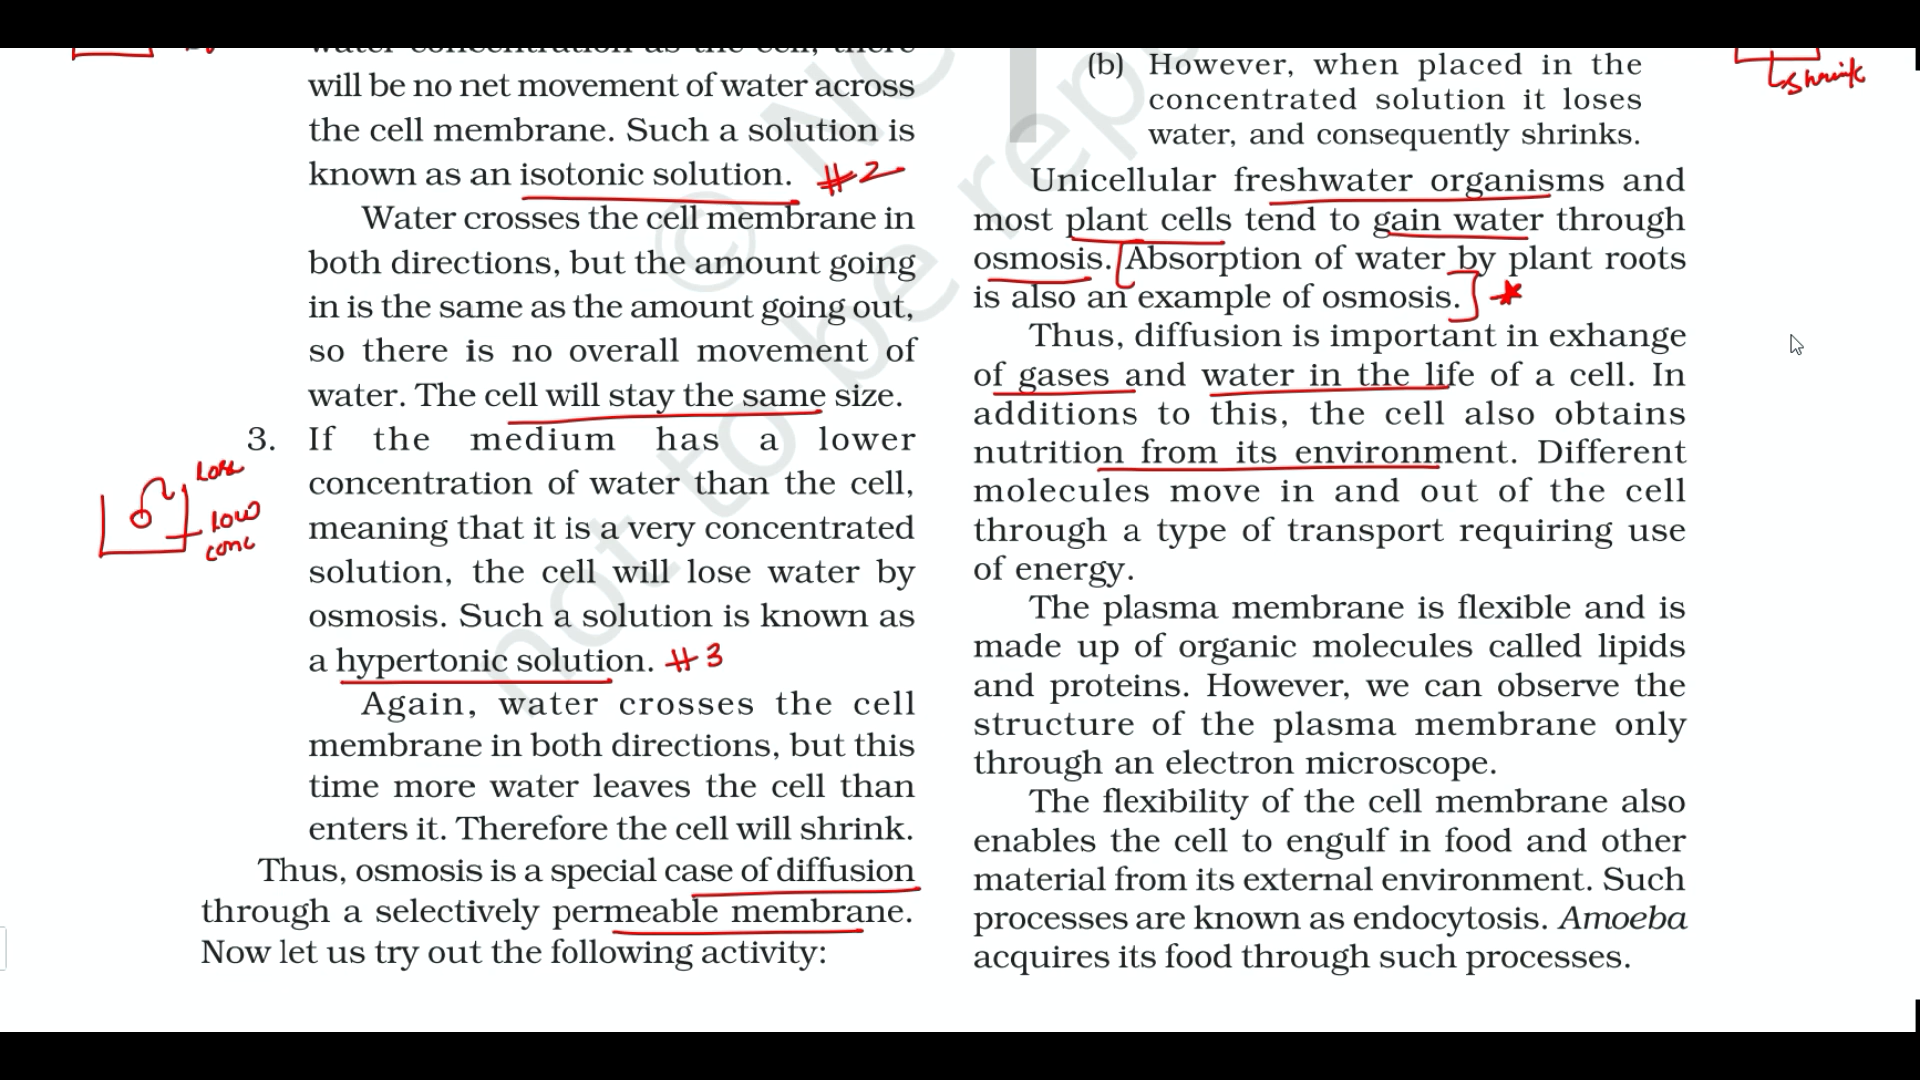 water concentration as the cell, there
will be no net movement of water across
the cell membrane. Such a solution is
known as an isotonic solution. #2
Water crosses the cell membrane in
both directions, but the amount going
in is the same as the amount going out,
so there is no overall movement of
water. The cell will stay the same size.
3. If the medium has a lower
concentration of water than the cell,
meaning that it is a very concentrated
solution, the cell will lose water by
osmosis. Such a solution is known as
a hypertonic solution. #3
Again, water crosses the cell
membrane in both directions, but this
time more water leaves the cell than
enters it. Therefore the cell will shrink.
Thus, osmosis is a special case of diffusion
through a selectively permeable membrane.
Now let us try out the following activity:
Lose
low
conc
(b) However, when placed in the
concentrated solution it loses
water, and consequently shrinks.
shrink
Unicellular freshwater organisms and
most plant cells tend to gain water through
osmosis. [Absorption of water by plant roots
is also an example of osmosis.]
Thus, diffusion is important in exhange
of gases and water in the life of a cell. In
additions to this, the cell also obtains
nutrition from its environment. Different
molecules move in and out of the cell
through a type of transport requiring use
of energy.
The plasma membrane is flexible and is
made up of organic molecules called lipids
and proteins. However, we can observe the
structure of the plasma membrane only
through an electron microscope.
The flexibility of the cell membrane also
enables the cell to engulf in food and other
material from its external environment. Such
processes are known as endocytosis. Amoeba
acquires its food through such processes.
© NC
not to be rep